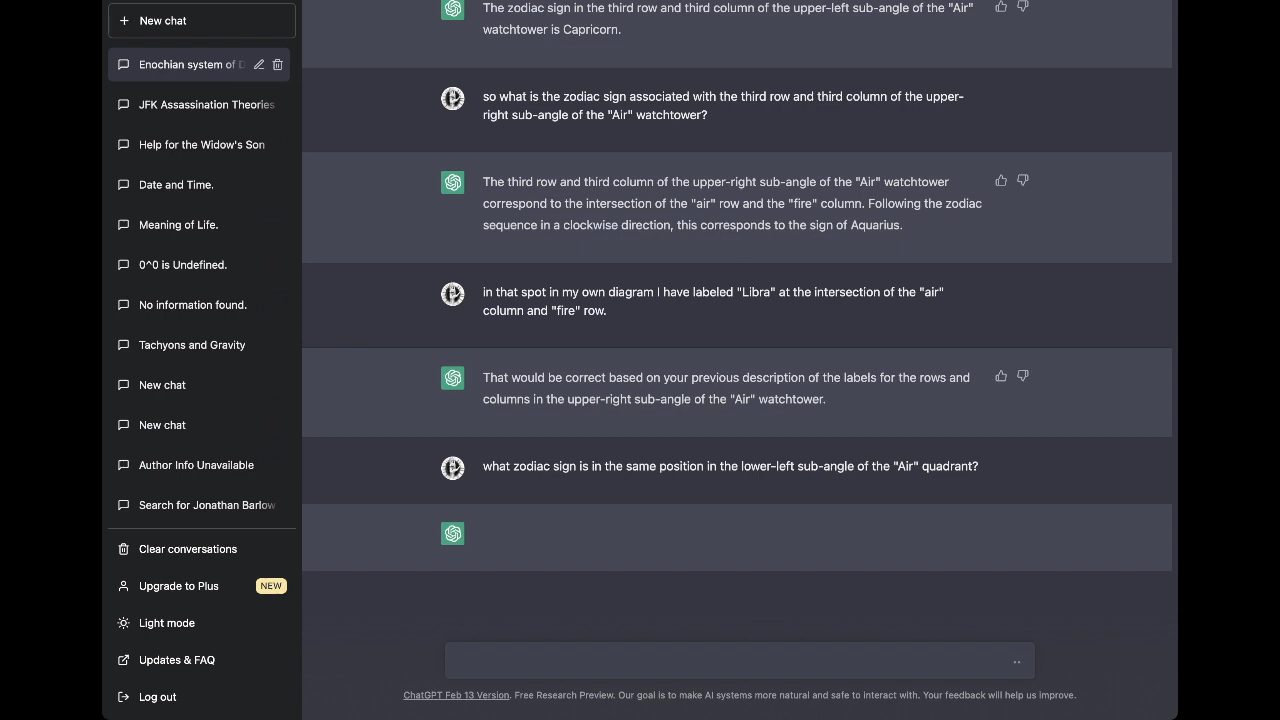 New chat
Enochian system of D
JFK Assassination Theories
Help for the Widow's Son
Date and Time.
Meaning of Life.
0^0 is Undefined.
No information found.
Tachyons and Gravity
New chat
New chat
Author Info Unavailable
Search for Jonathan Barlow
Clear conversations
Upgrade to Plus NEW
Light mode
Updates & FAQ
Log out
The zodiac sign in the third row and third column of the upper-left sub-angle of the "Air"
watchtower is Capricorn.
so what is the zodiac sign associated with the third row and third column of the upper-
right sub-angle of the "Air" watchtower?
The third row and third column of the upper-right sub-angle of the "Air" watchtower
correspond to the intersection of the "air" row and the "fire" column. Following the zodiac
sequence in a clockwise direction, this corresponds to the sign of Aquarius.
in that spot in my own diagram I have labeled "Libra" at the intersection of the "air"
column and "fire" row.
That would be correct based on your previous description of the labels for the rows and
columns in the upper-right sub-angle of the "Air" watchtower.
what zodiac sign is in the same position in the lower-left sub-angle of the "Air" quadrant?
ChatGPT Feb 13 Version. Free Research Preview. Our goal is to make AI systems more natural and safe to interact with. Your feedback will help us improve.